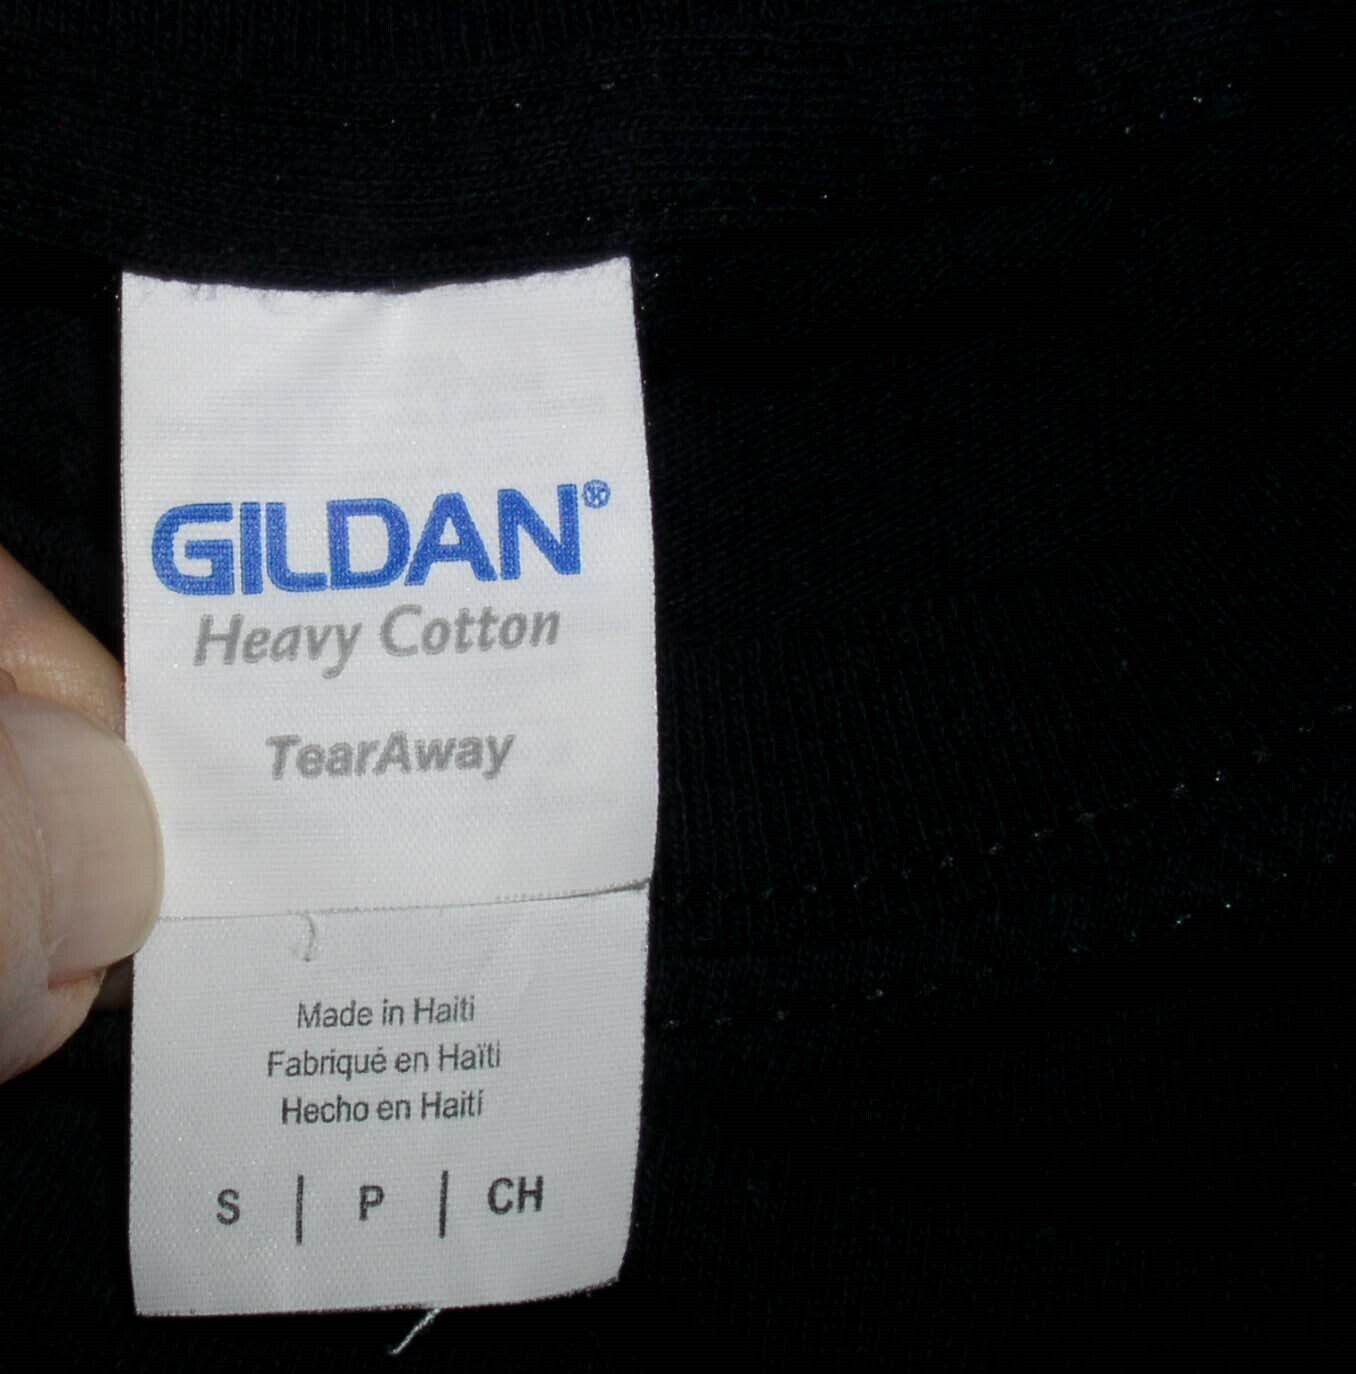 GILDAN®
Heavy Cotton
TearAway
Made in Haiti
Fabriqué en Haïti
Hecho en Haití
S | P | CH